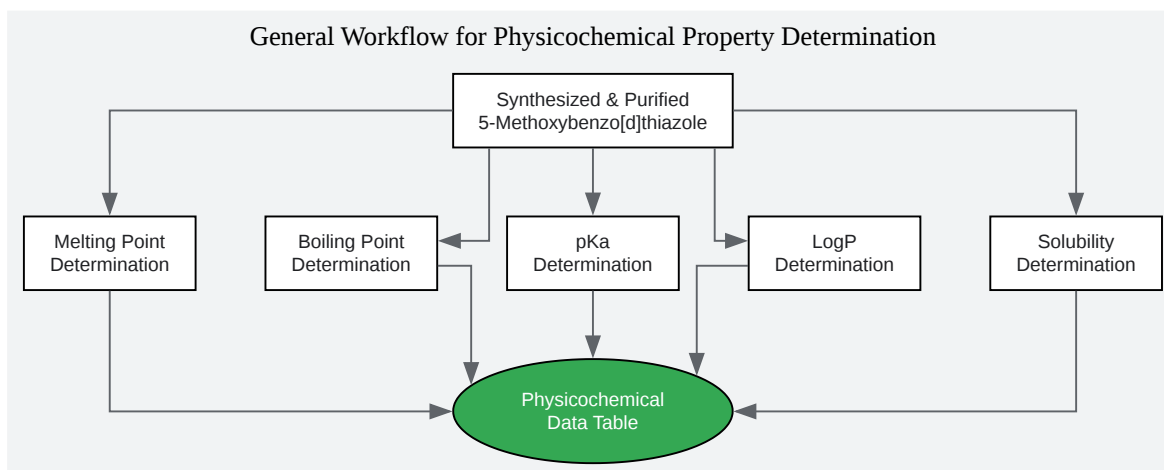 General Workflow for Physicochemical Property Determination
Synthesized & Purified
5-Methoxybenzo[d]thiazole
Melting Point
Determination
Boiling Point
Determination
pKa
Determination
LogP
Determination
Solubility
Determination
Physicochemical
Data Table